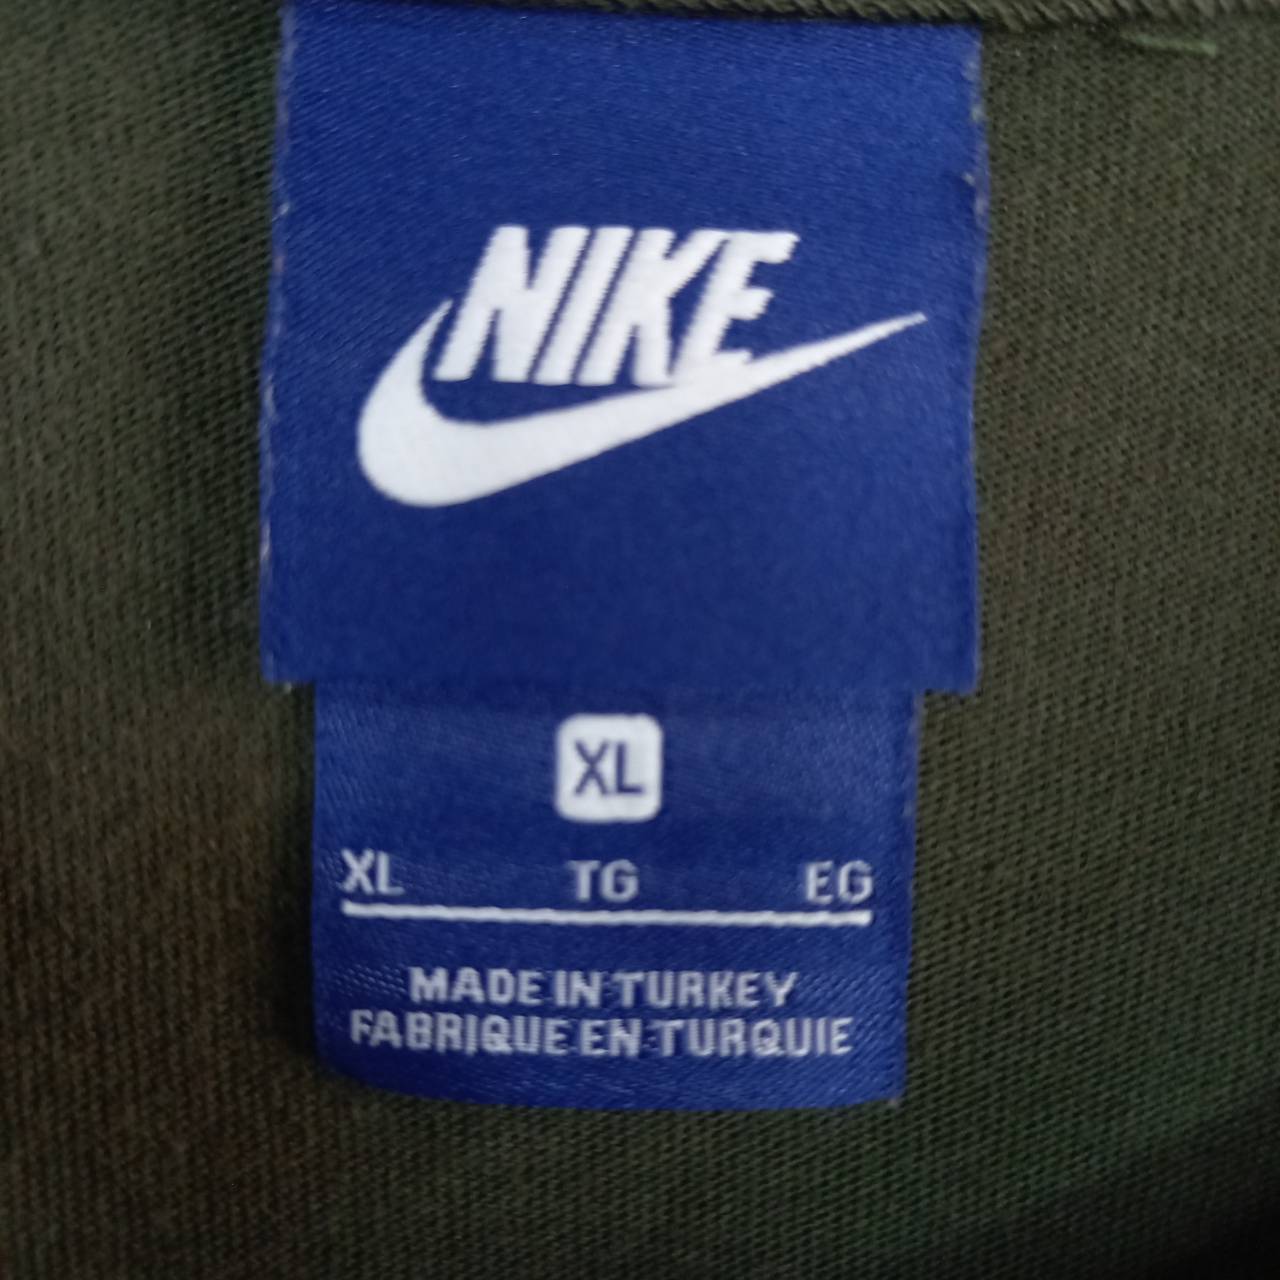 NIKE
XL
XL TG EG
MADE IN TURKEY
FABRIQUE EN TURQUIE